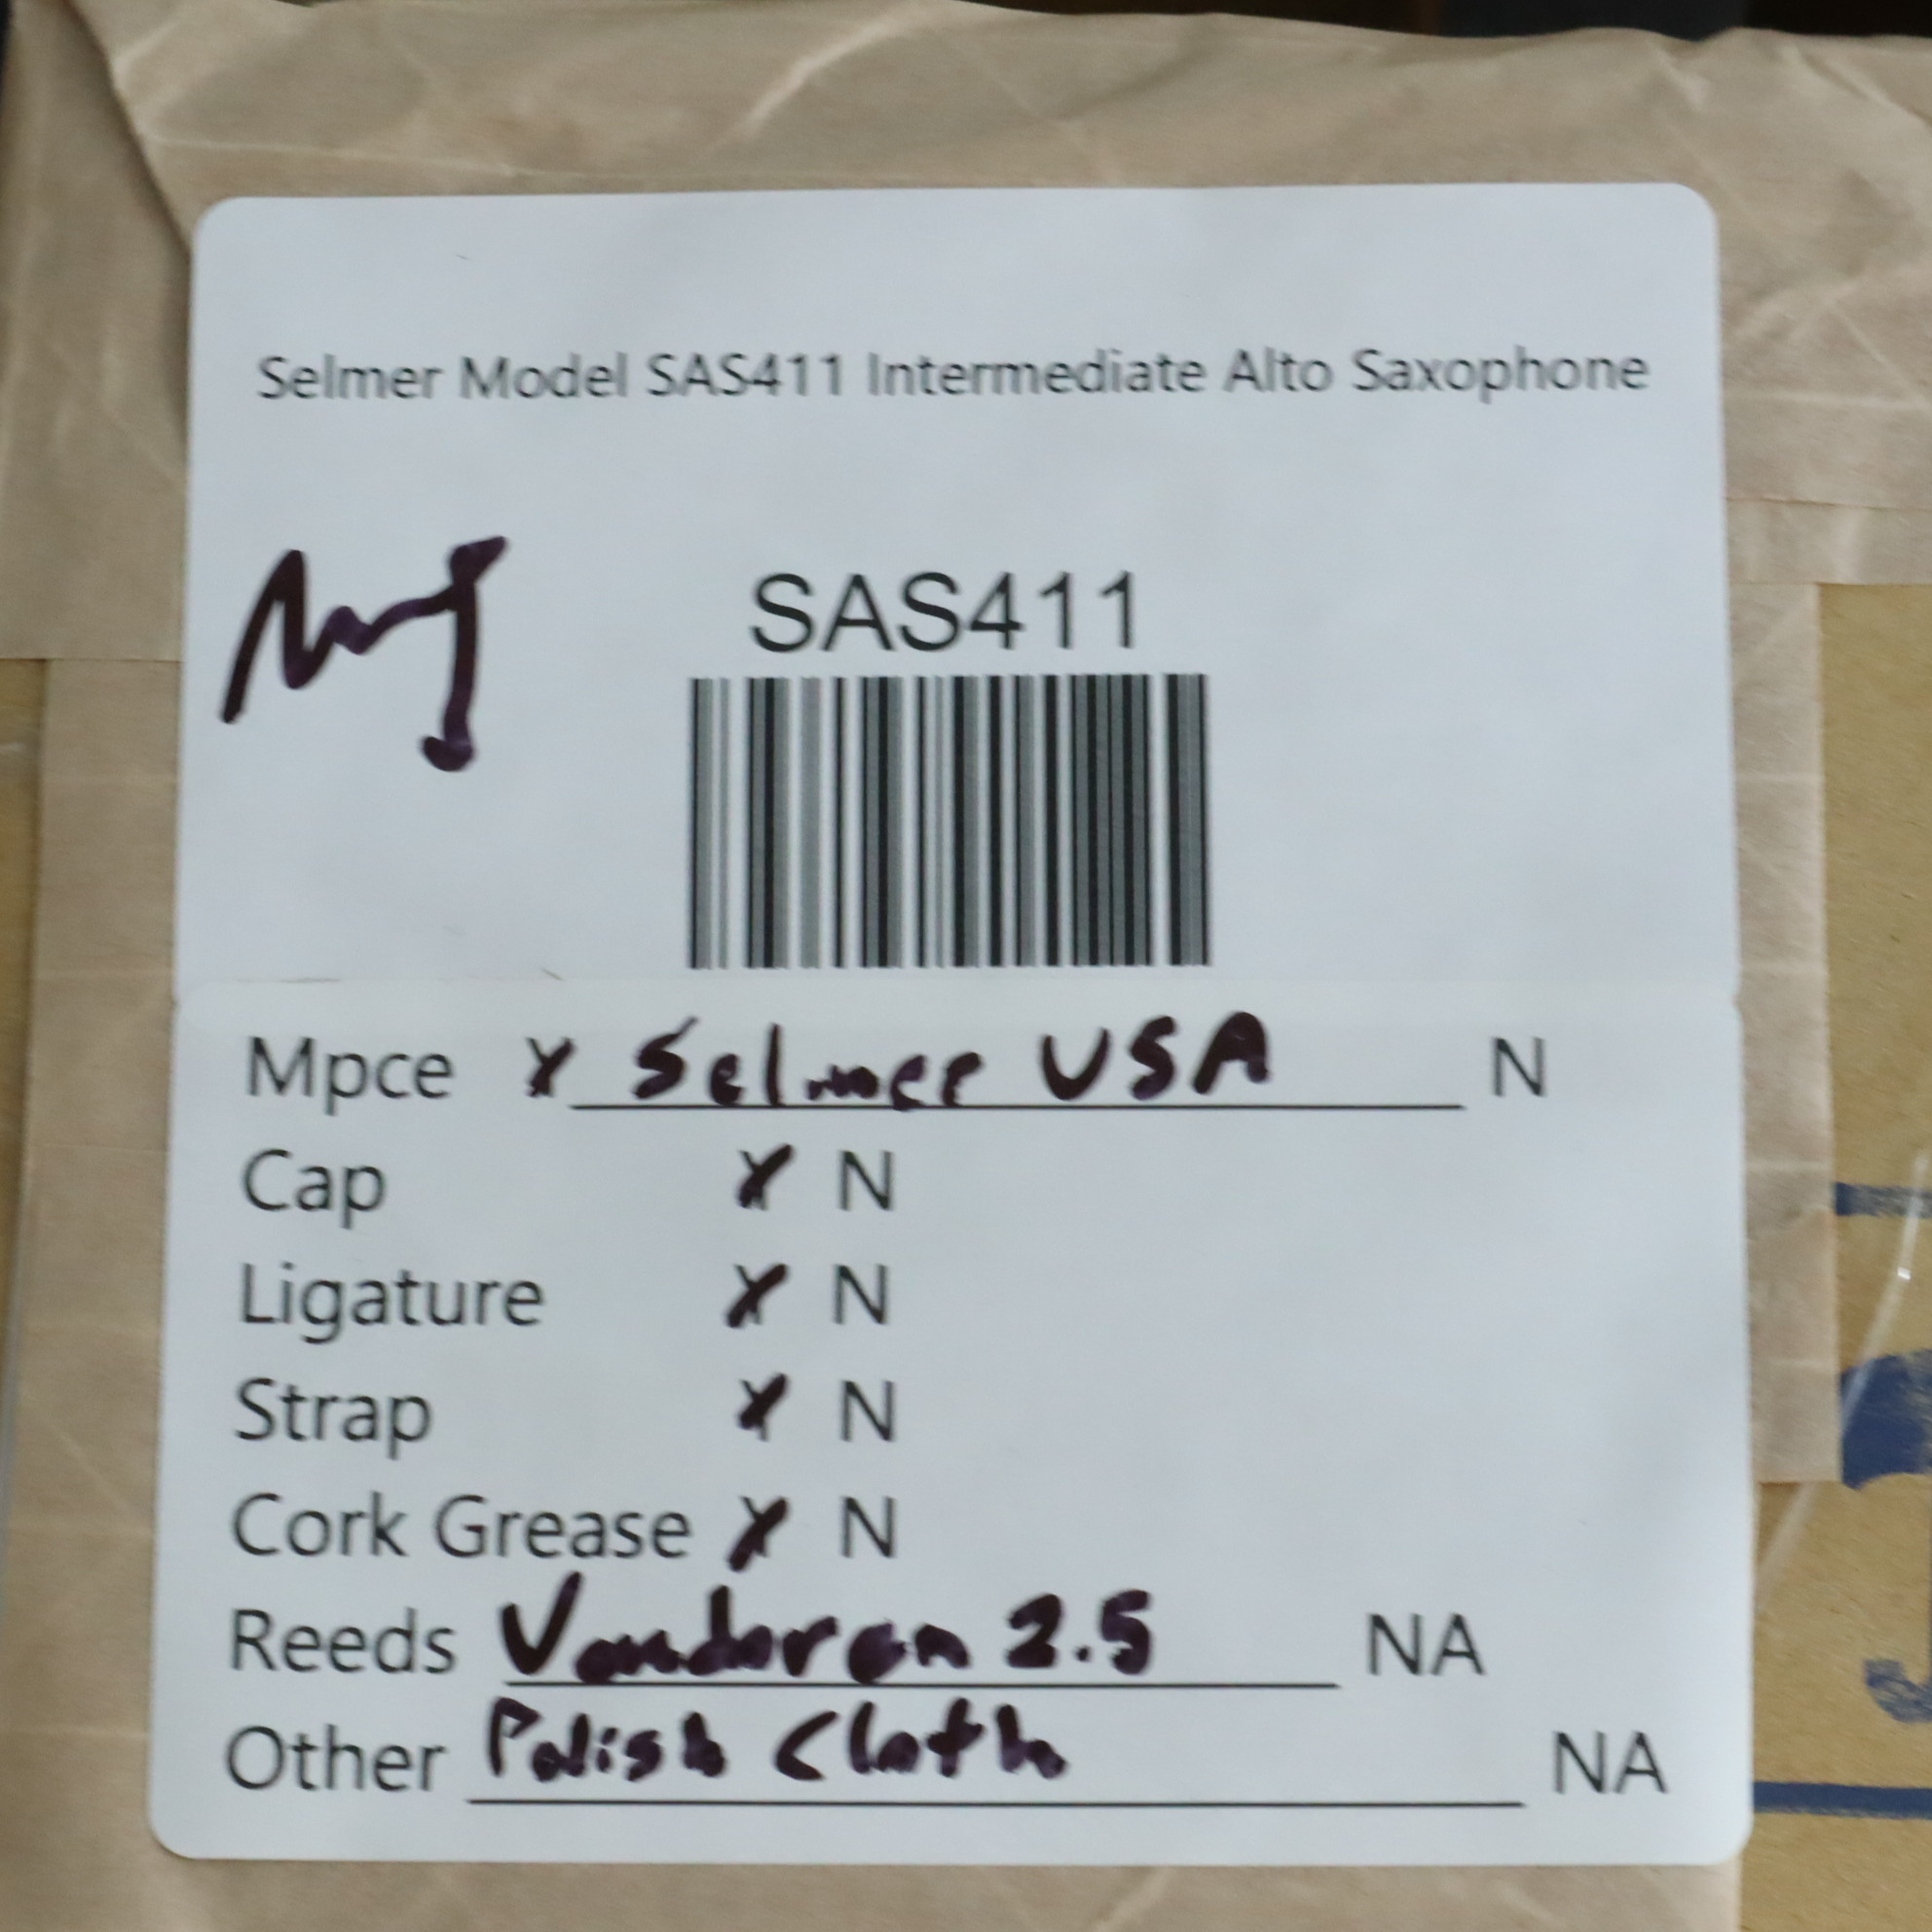 Selmer Model SAS411 Intermediate Alto Saxophone
SAS411
Mpce X Selmer USA N
Cap X N
Ligature X N
Strap X N
Cork Grease X N
Reeds Vandoren 2.5 NA
Other Polish Cloth NA